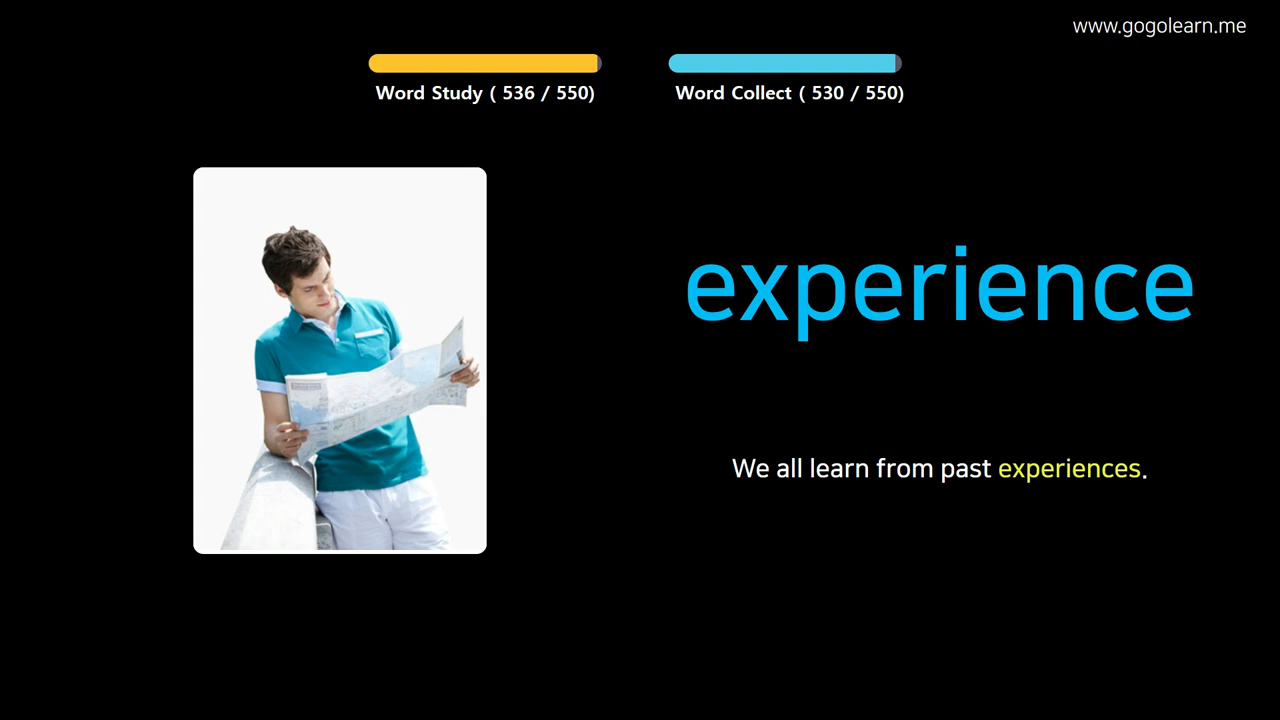 www.gogolearn.me
Word Study ( 536 / 550)
Word Collect ( 530 / 550)
experience
We all learn from past experiences.